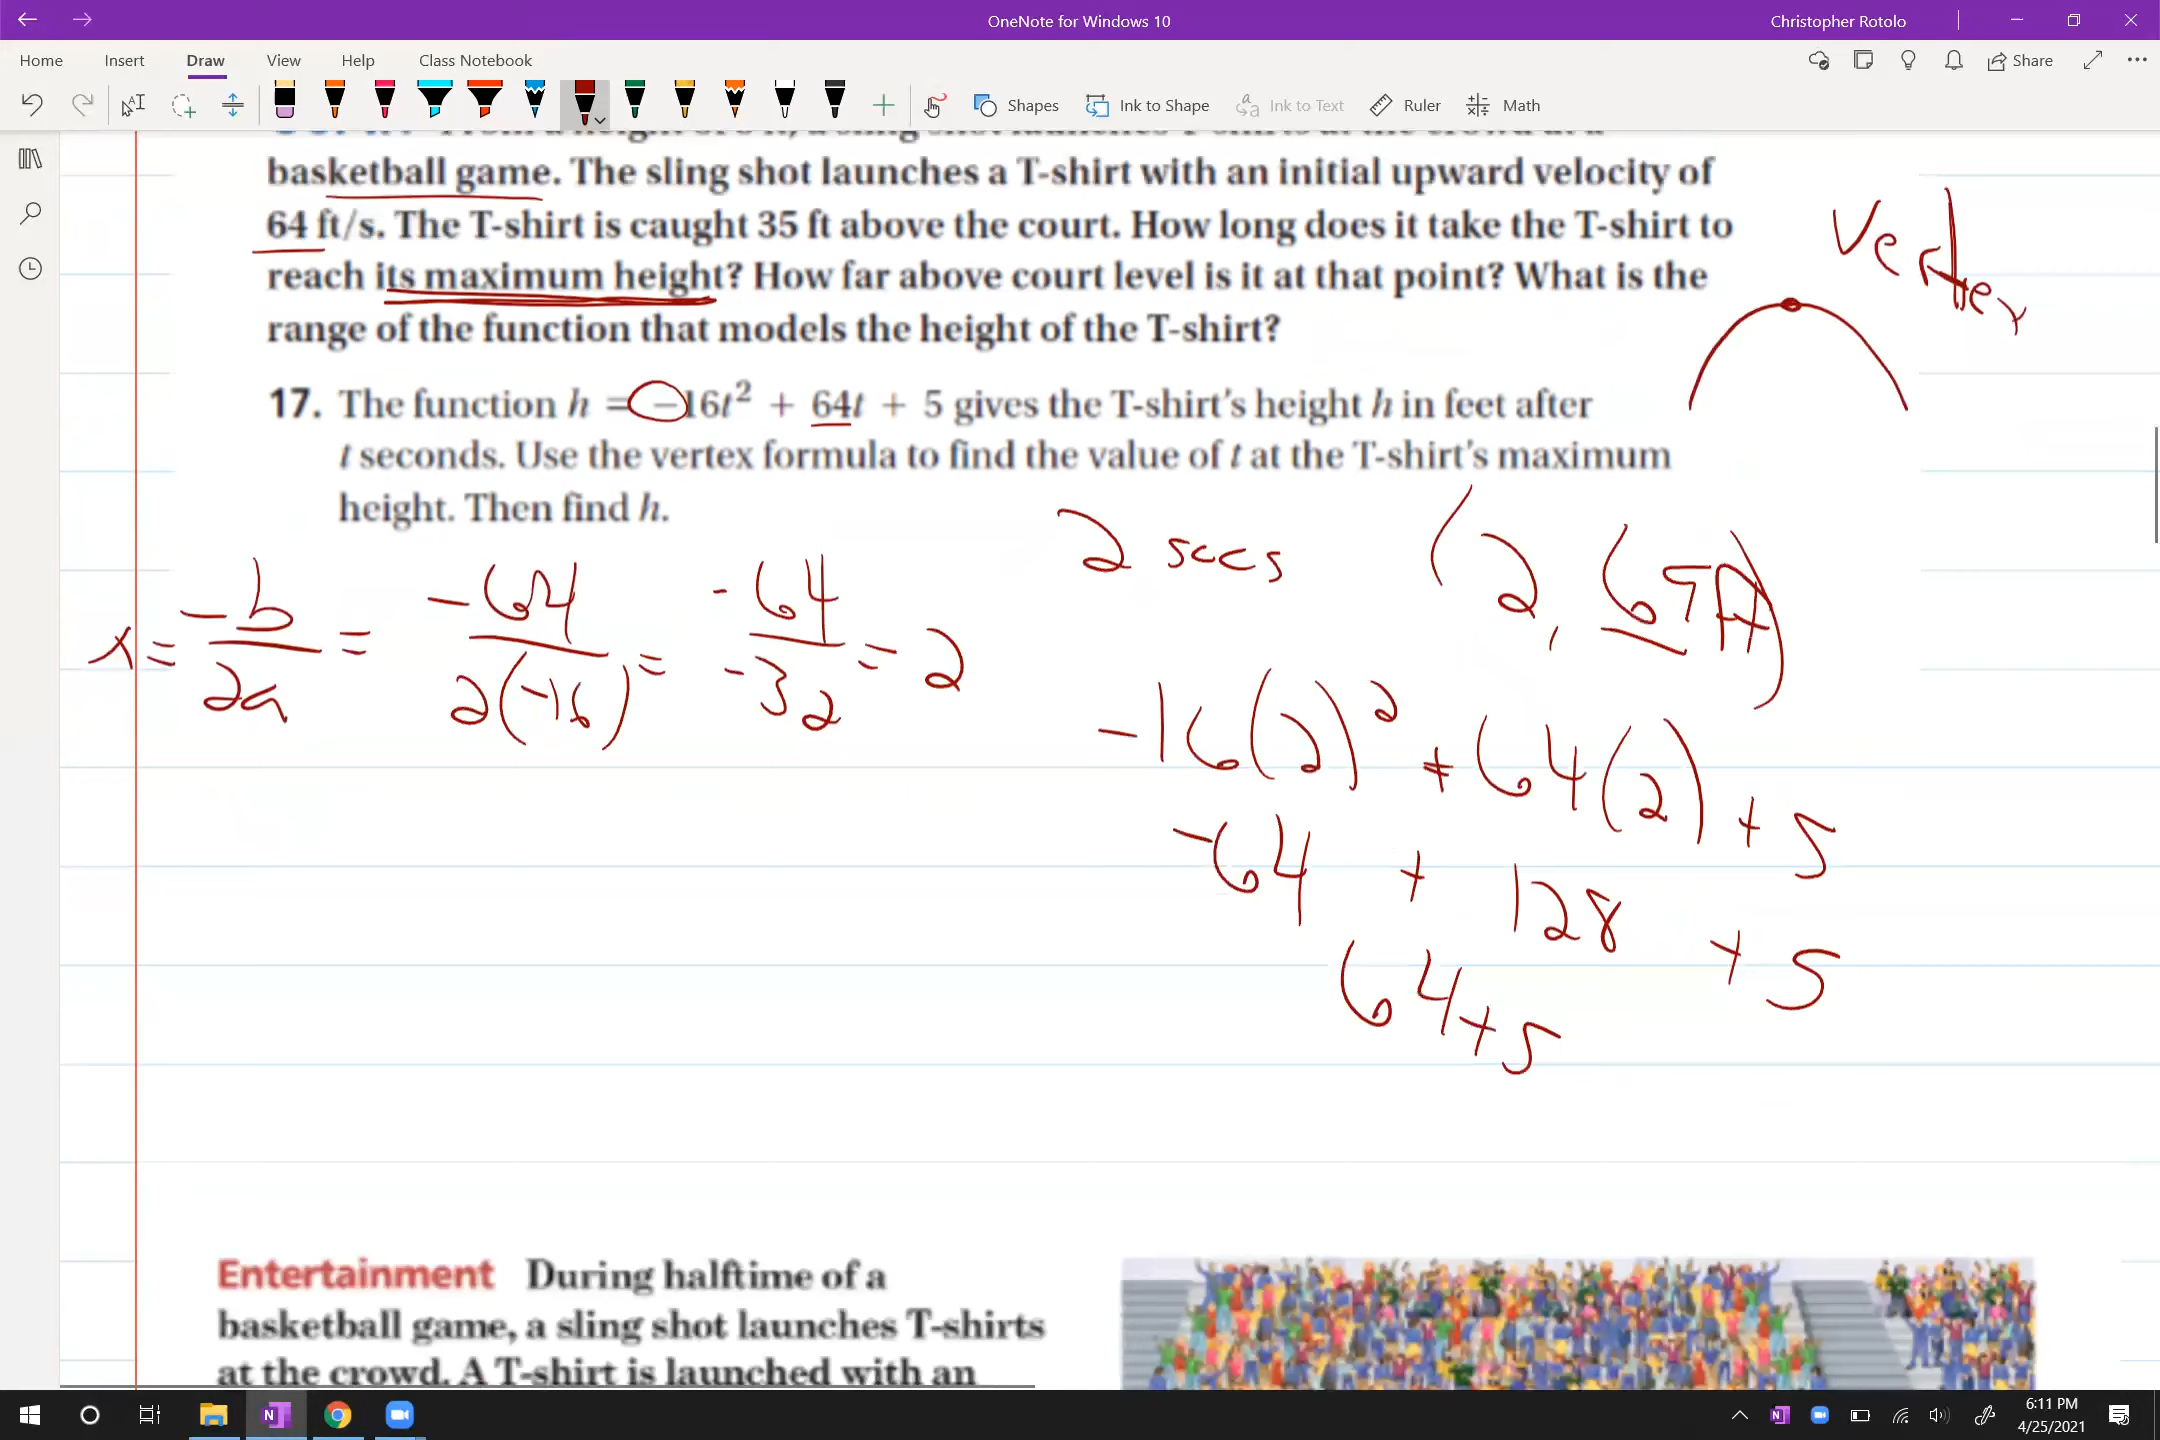 OneNote for Windows 10
Christopher Rotolo
Home Insert Draw View Help Class Notebook
Share
Shapes Ink to Shape Ink to Text Ruler Math
basketball game. The sling shot launches a T-shirt with an initial upward velocity of
64 ft/s. The T-shirt is caught 35 ft above the court. How long does it take the T-shirt to
reach its maximum height? How far above court level is it at that point? What is the
range of the function that models the height of the T-shirt?
vertex
17. The function h = −16t² + 64t + 5 gives the T-shirt's height h in feet after
t seconds. Use the vertex formula to find the value of t at the T-shirt's maximum
height. Then find h.
2 secs (2, 69ft)
x = -b/2a = -64/2(-16) = -64/-32 = 2
-16(2)² + 64(2) + 5
-64 + 128 + 5
64+5
Entertainment During halftime of a
basketball game, a sling shot launches T-shirts
at the crowd. A T-shirt is launched with an
6:11 PM
4/25/2021